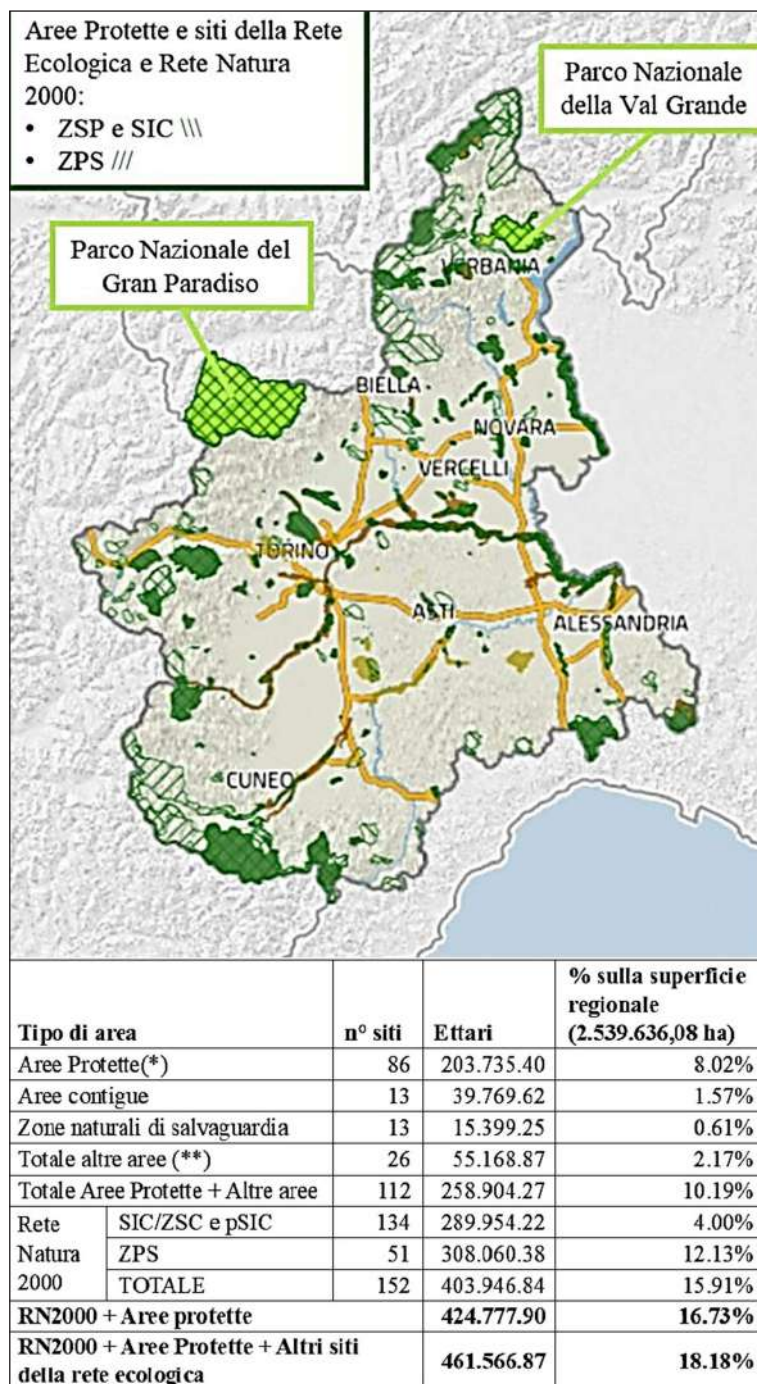 Aree Protette e siti della Rete
Ecologica e Rete Natura
2000:
• ZSP e SIC \\\
• ZPS ///
Parco Nazionale
della Val Grande
Parco Nazionale del
Gran Paradiso
VERBANIA
BIELLA
NOVARA
VERCELLI
TORINO
ASTI
ALESSANDRIA
CUNEO
Tipo di area n° siti Ettari % sulla superficie regionale (2.539.636,08 ha)
Aree Protette(*) 86 203.735.40 8.02%
Aree contigue 13 39.769.62 1.57%
Zone naturali di salvaguardia 13 15.399.25 0.61%
Totale altre aree (**) 26 55.168.87 2.17%
Totale Aree Protette + Altre aree 112 258.904.27 10.19%
Rete Natura 2000
SIC/ZSC e pSIC 134 289.954.22 4.00%
ZPS 51 308.060.38 12.13%
TOTALE 152 403.946.84 15.91%
RN2000 + Aree protette 424.777.90 16.73%
RN2000 + Aree Protette + Altri siti
della rete ecologica 461.566.87 18.18%